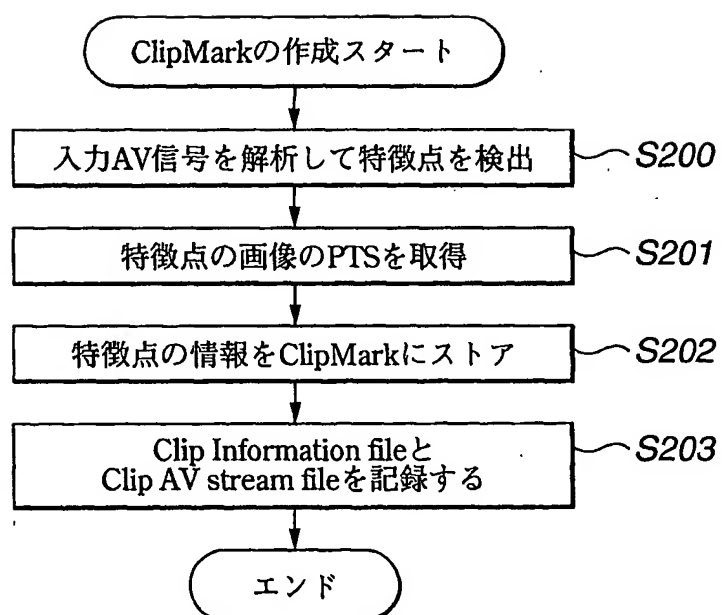 ClipMarkの作成スタート
入力AV信号を解析して特徴点を検出
S200
特徴点の画像のPTSを取得
S201
特徴点の情報をClipMarkにストア
S202
Clip Information fileと
Clip AV stream fileを記録する
S203
エンド